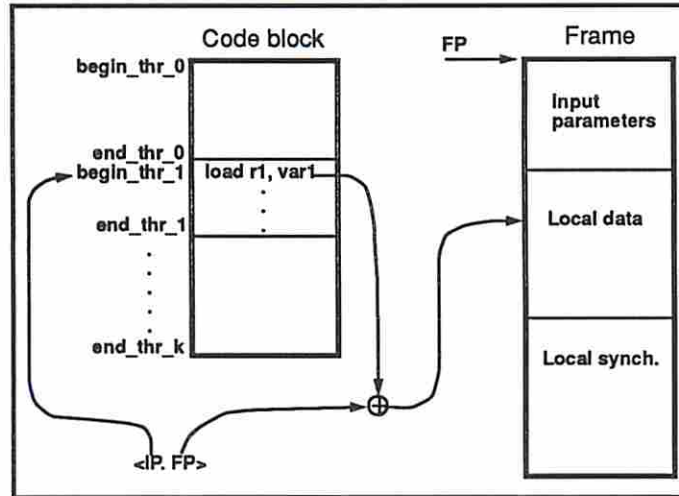 Code block
FP
Frame
begin_thr_0
Input
parameters
end_thr_0
begin_thr_1
load r1, var1
end_thr_1
Local data
end_thr_k
Local synch.
<IP. FP>